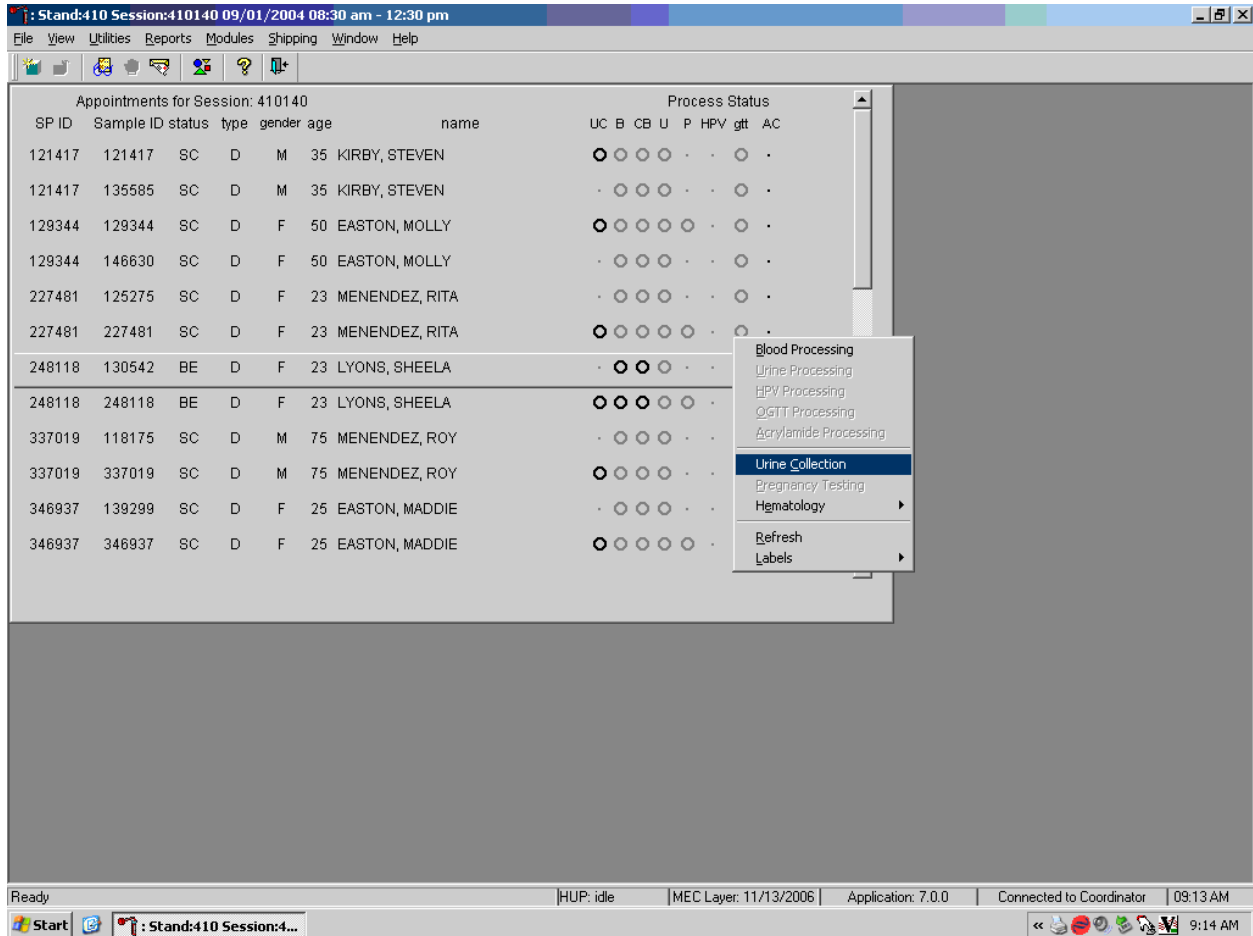 : Stand:410 Session:410140 09/01/2004 08:30 am - 12:30 pm
File View Utilities Reports Modules Shipping Window Help
Appointments for Session: 410140 Process Status
SP ID Sample ID status type gender age name UC B CB U P HPV gtt AC
121417 121417 SC D M 35 KIRBY, STEVEN
121417 135585 SC D M 35 KIRBY, STEVEN
129344 129344 SC D F 50 EASTON, MOLLY
129344 146630 SC D F 50 EASTON, MOLLY
227481 125275 SC D F 23 MENENDEZ, RITA
227481 227481 SC D F 23 MENENDEZ, RITA
248118 130542 BE D F 23 LYONS, SHEELA
248118 248118 BE D F 23 LYONS, SHEELA
337019 118175 SC D M 75 MENENDEZ, ROY
337019 337019 SC D M 75 MENENDEZ, ROY
346937 139299 SC D F 25 EASTON, MADDIE
346937 346937 SC D F 25 EASTON, MADDIE
Blood Processing
Urine Processing
HPV Processing
OGTT Processing
Acrylamide Processing
Urine Collection
Pregnancy Testing
Hematology
Refresh
Labels
Ready HUP: idle MEC Layer: 11/13/2006 Application: 7.0.0 Connected to Coordinator 09:13 AM
Start : Stand:410 Session:4... 9:14 AM